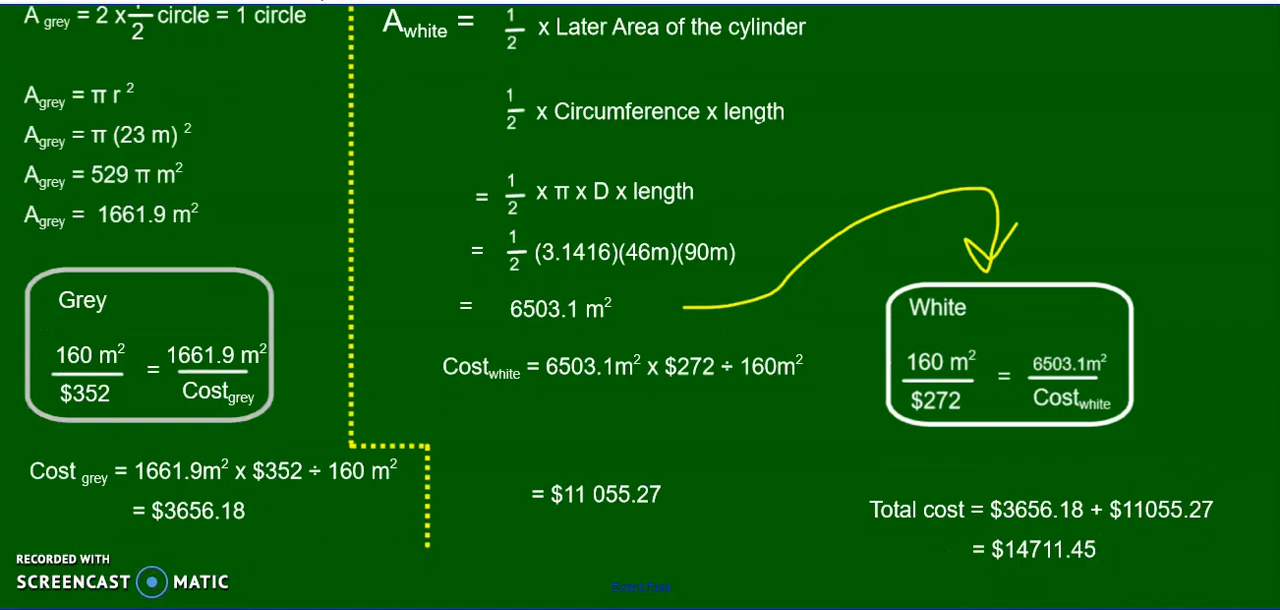 A grey = 2 x 1/2 circle = 1 circle
A grey = π r²
A grey = π (23 m) ²
A grey = 529 π m²
A grey = 1661.9 m²
Grey
160 m² / $352 = 1661.9 m² / Cost grey
Cost grey = 1661.9m² x $352 ÷ 160 m²
= $3656.18
A white = 1/2 x Later Area of the cylinder
1/2 x Circumference x length
= 1/2 x π x D x length
= 1/2 (3.1416)(46m)(90m)
= 6503.1 m²
Cost white = 6503.1m² x $272 ÷ 160m²
= $11 055.27
White
160 m² / $272 = 6503.1m² / Cost white
Total cost = $3656.18 + $11055.27
= $14711.45
RECORDED WITH
SCREENCAST MATIC